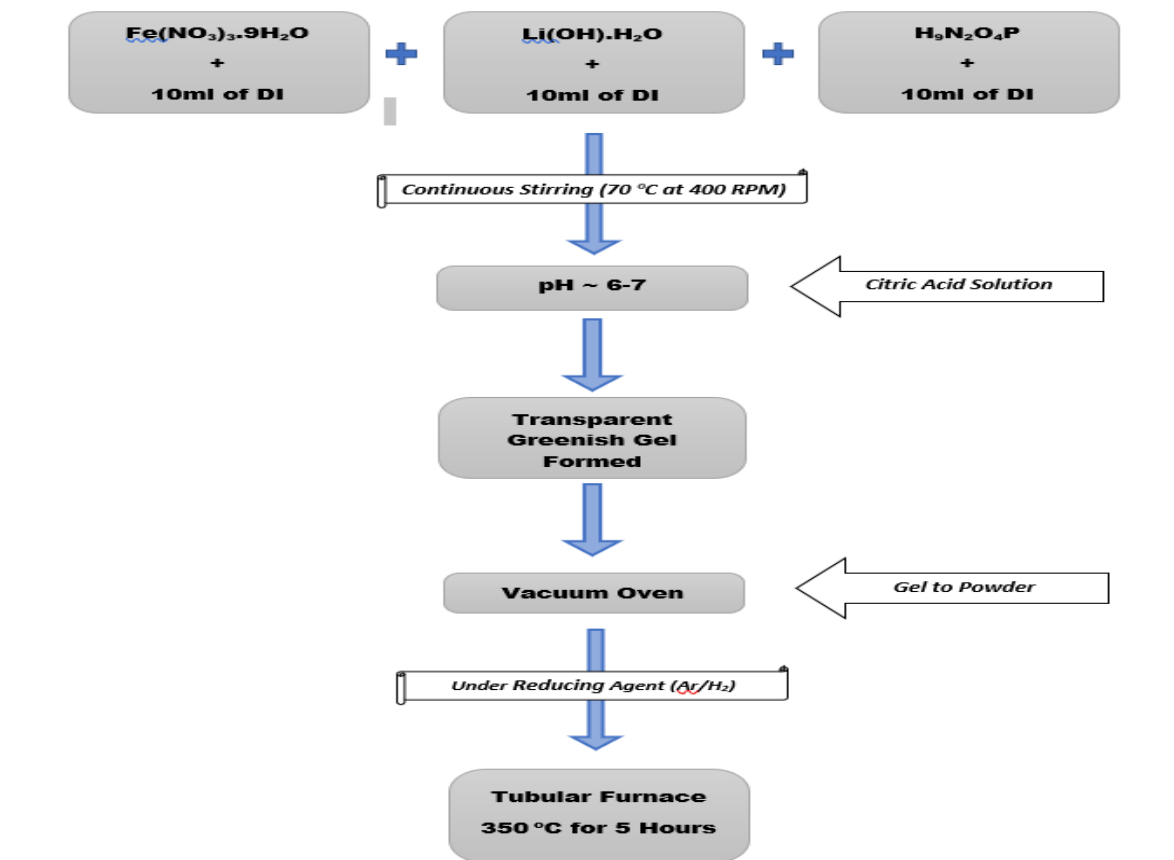 Fe(NO₃)₃.9H₂O
+
10ml of DI
+
Li(OH).H₂O
+
10ml of DI
+
H₉N₂O₄P
+
10ml of DI
Continuous Stirring (70 °C at 400 RPM)
pH ~ 6-7
Citric Acid Solution
Transparent
Greenish Gel
Formed
Vacuum Oven
Gel to Powder
Under Reducing Agent (Ar/H₂)
Tubular Furnace
350 °C for 5 Hours